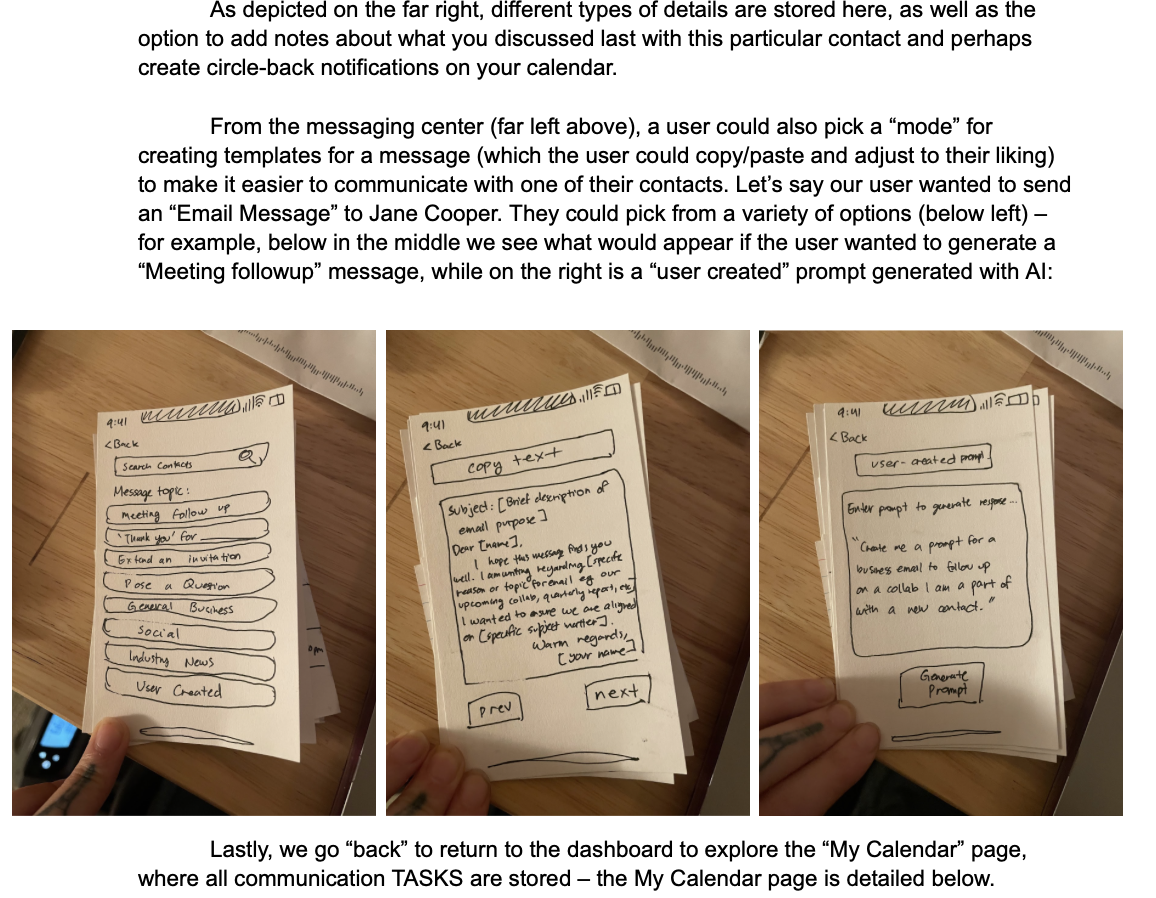 As depicted on the far right, different types of details are stored here, as well as the
option to add notes about what you discussed last with this particular contact and perhaps
create circle-back notifications on your calendar.
From the messaging center (far left above), a user could also pick a “mode” for
creating templates for a message (which the user could copy/paste and adjust to their liking)
to make it easier to communicate with one of their contacts. Let’s say our user wanted to send
an “Email Message” to Jane Cooper. They could pick from a variety of options (below left) –
for example, below in the middle we see what would appear if the user wanted to generate a
“Meeting followup” message, while on the right is a “user created” prompt generated with AI:
9:41
< Back
Search Contacts
Message topic:
Meeting follow up
"Thank you" for ___
Extend an invitation
Pose a Question
General Business
Social
Industry News
User Created
9:41
< Back
copy text
Subject: [Brief description of
email purpose]
Dear [name],
I hope this message finds you
well. I am writing regarding [specific
reason or topic for email eg our
upcoming collab, quarterly report, etc]
I wanted to ensure we are aligned
on [specific subject matter].
Warm regards,
[your name]
prev
next
9:41
< Back
user-created prompt
Enter prompt to generate response...
"Create me a prompt for a
business email to follow up
on a collab I am a part of
with a new contact."
Generate
Prompt
Lastly, we go “back” to return to the dashboard to explore the “My Calendar” page,
where all communication TASKS are stored – the My Calendar page is detailed below.